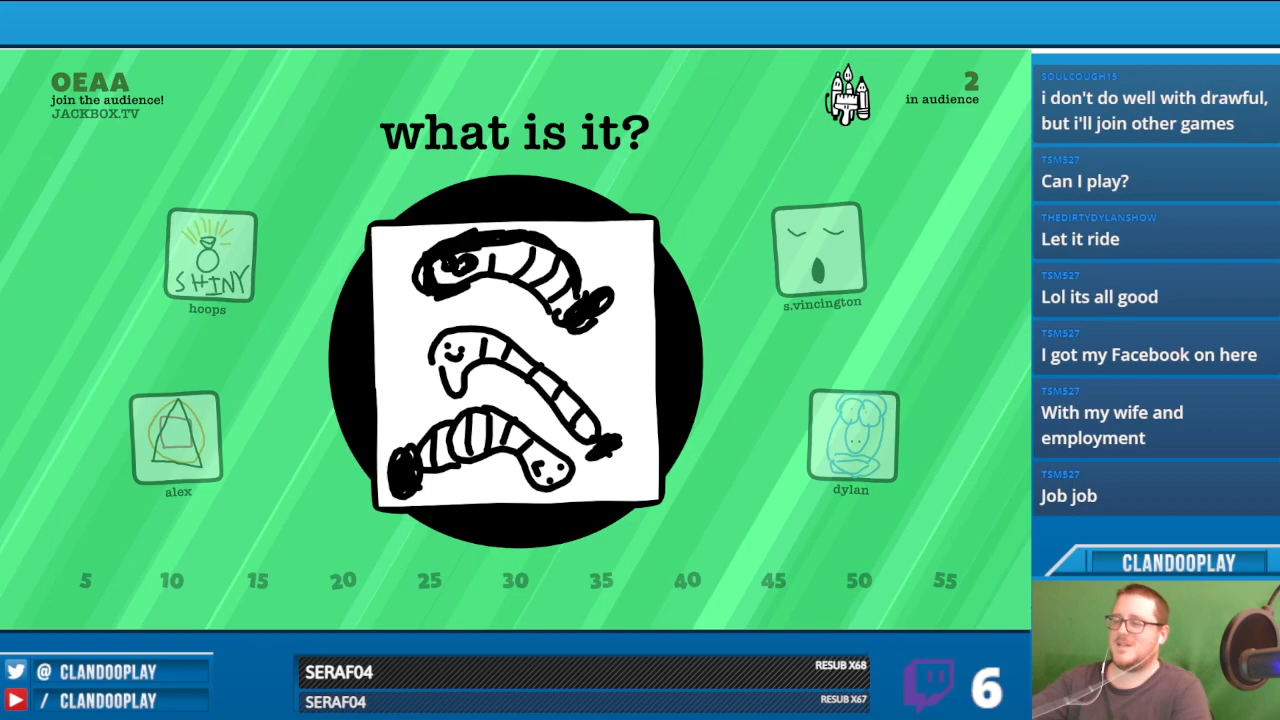 OEAA
join the audience!
JACKBOX.TV
2
in audience
what is it?
SHINY
hoops
s.vincington
alex
dylan
5 10 15 20 25 30 35 40 45 50 55
SOULCOUGH15
i don't do well with drawful,
but i'll join other games
TSM527
Can I play?
THEDIRTYDYLANSHOW
Let it ride
TSM527
Lol its all good
TSM527
I got my Facebook on here
TSM527
With my wife and
employment
TSM527
Job job
CLANDOOPLAY
@ CLANDOOPLAY
/ CLANDOOPLAY
SERAF04 RESUB X68
SERAF04 RESUB X67
6